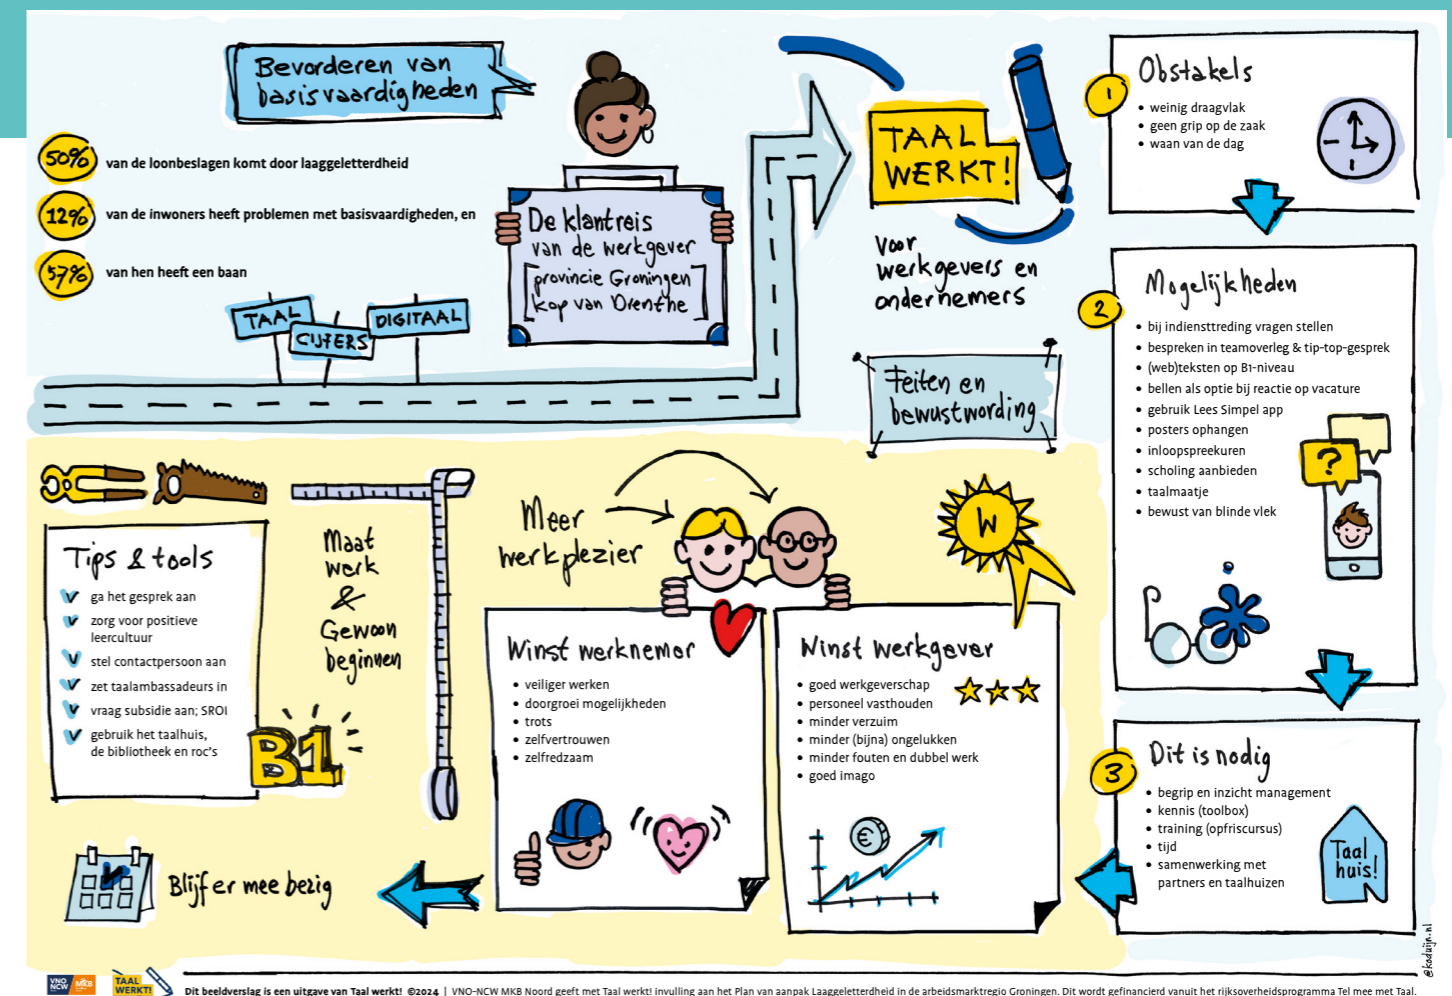 Bevorderen van
basisvaardigheden
50%
van de loonbeslagen komt door laaggeletterdheid
12%
van de inwoners heeft problemen met basisvaardigheden, en
57%
van hen heeft een baan
TAAL
CIJFERS
DIGITAAL
De klantreis
van de werkgever
provincie Groningen
kop van Drenthe
TAAL
WERKT!
Voor
werkgevers en
ondernemers
Feiten en
bewustwording
1
Obstakels
• weinig draagvlak
• geen grip op de zaak
• waan van de dag
2
Mogelijkheden
• bij indiensttreding vragen stellen
• bespreken in teamoverleg & tip-top-gesprek
• (web)teksten op B1-niveau
• bellen als optie bij reactie op vacature
• gebruik Lees Simpel app
• posters ophangen
• inloopspreekuren
• scholing aanbieden
• taalmaatje
• bewust van blinde vlek
?
3
Dit is nodig
• begrip en inzicht management
• kennis (toolbox)
• training (opfriscursus)
• tijd
• samenwerking met
partners en taalhuizen
Taal
huis!
Meer
werkplezier
W
Winst werknemer
• veiliger werken
• doorgroei mogelijkheden
• trots
• zelfvertrouwen
• zelfredzaam
Winst werkgever
• goed werkgeverschap
• personeel vasthouden
• minder verzuim
• minder (bijna) ongelukken
• minder fouten en dubbel werk
• goed imago
€
Tips & tools
ga het gesprek aan
zorg voor positieve
leercultuur
stel contactpersoon aan
zet taalambassadeurs in
vraag subsidie aan; SROI
gebruik het taalhuis,
de bibliotheek en roc's
Maat
werk
&
Gewoon
beginnen
B1
Blijf er mee bezig
@kaduijn.nl
VNO
NCW
MKB
TAAL
WERKT!
Dit beeldverslag is een uitgave van Taal werkt! ©2024 | VNO-NCW MKB Noord geeft met Taal werkt! invulling aan het Plan van aanpak Laaggeletterdheid in de arbeidsmarktregio Groningen. Dit wordt gefinancierd vanuit het rijksoverheidsprogramma Tel mee met Taal.